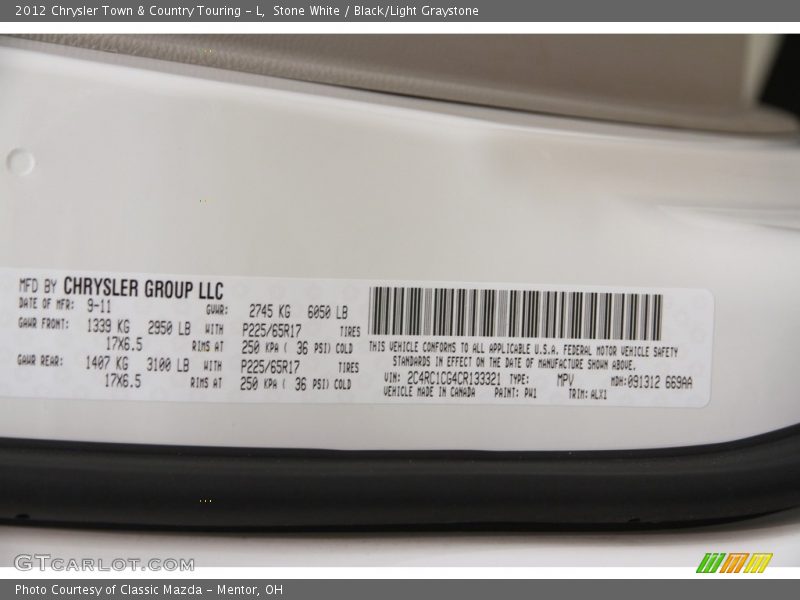 2012 Chrysler Town & Country Touring - L, Stone White / Black/Light Graystone
MFD BY CHRYSLER GROUP LLC
DATE OF MFR: 9-11 GVWR: 2745 KG 6050 LB
GAWR FRONT: 1339 KG 2950 LB WITH P225/65R17 TIRES
17X6.5 RIMS AT 250 KPA ( 36 PSI) COLD
GAWR REAR: 1407 KG 3100 LB WITH P225/65R17 TIRES
17X6.5 RIMS AT 250 KPA ( 36 PSI) COLD
THIS VEHICLE CONFORMS TO ALL APPLICABLE U.S.A. FEDERAL MOTOR VEHICLE SAFETY
STANDARDS IN EFFECT ON THE DATE OF MANUFACTURE SHOWN ABOVE.
VIN: 2C4RC1CG4CR133321 TYPE: MPV MDH:091312 669AA
VEHICLE MADE IN CANADA PAINT: PW1 TRIM: ALX1
GTCARLOT.COM
Photo Courtesy of Classic Mazda - Mentor, OH